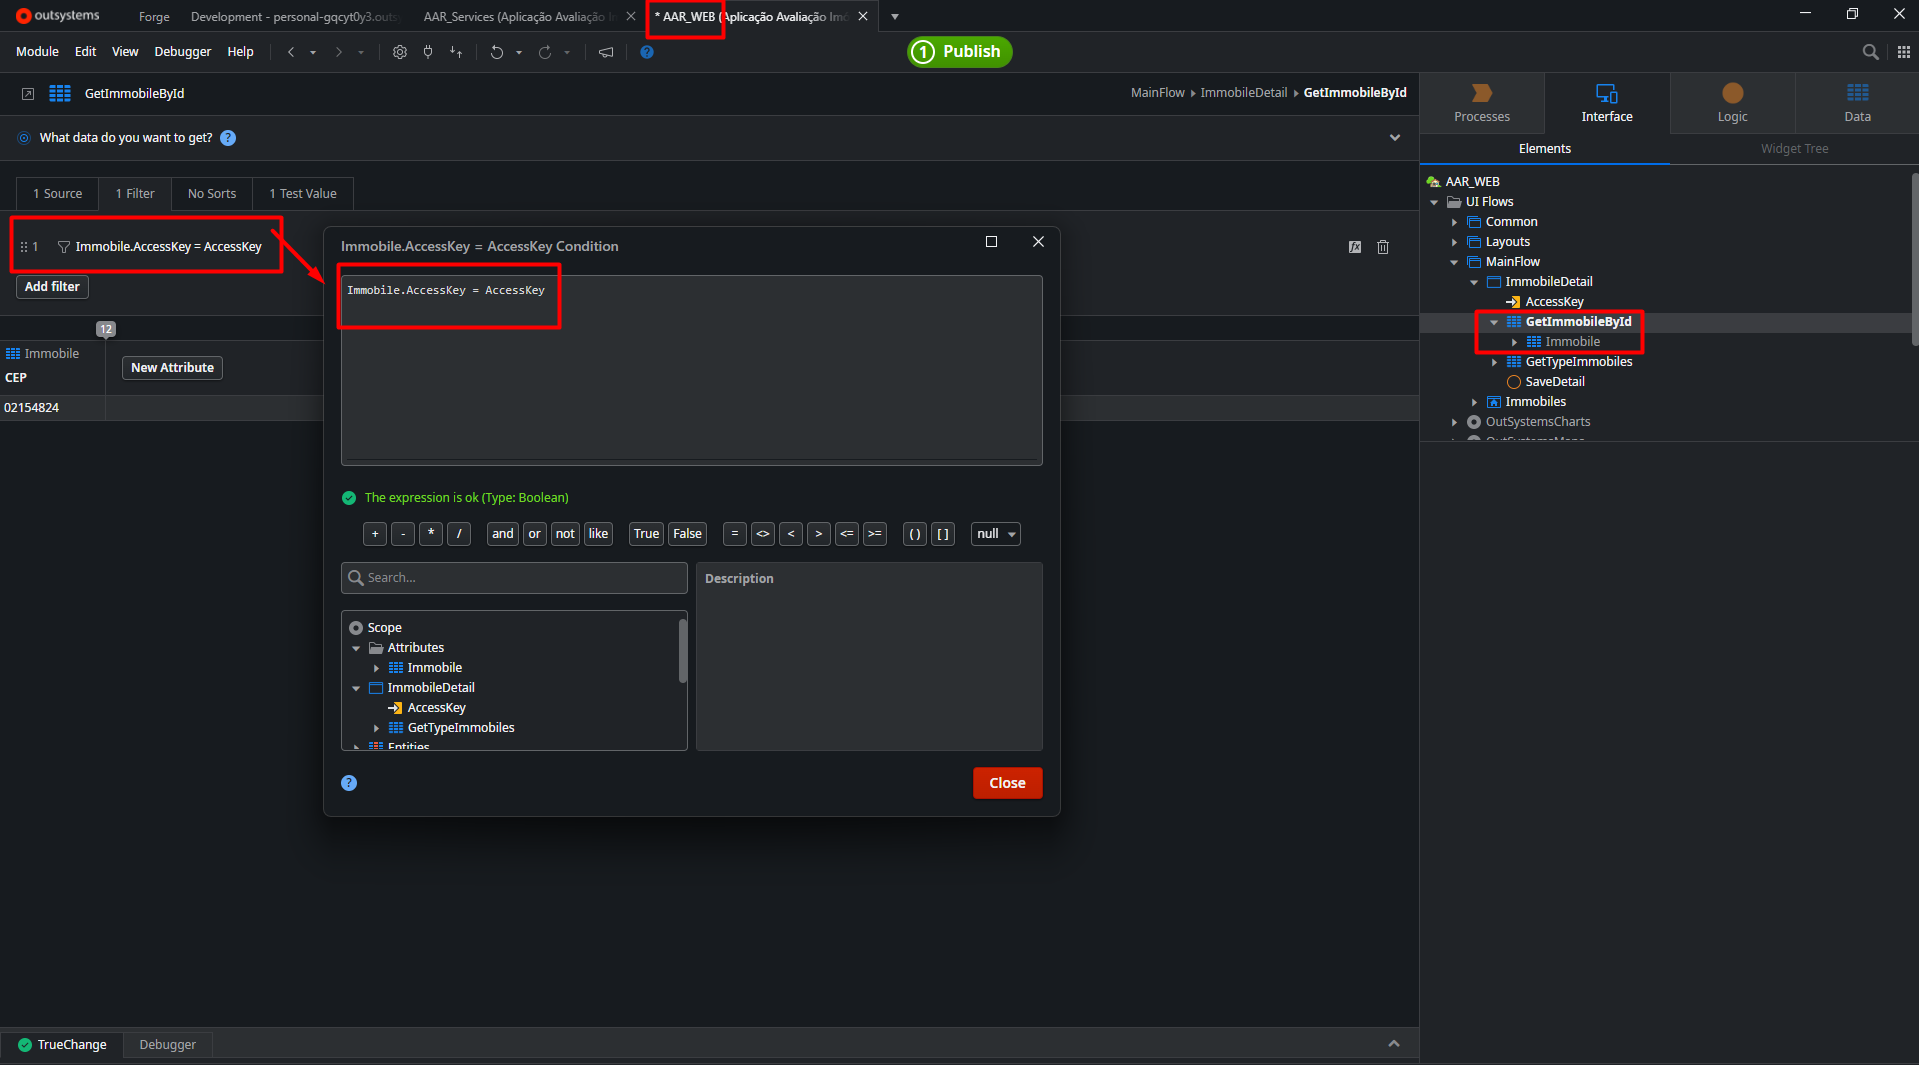 outsystems
Forge
Development - personal-gqcyt0y3.outsy
AAR_Services (Aplicação Avaliação In
* AAR_WEB (Aplicação Avaliação Imó
Module Edit View Debugger Help
1 Publish
GetImmobileById
MainFlow ImmobileDetail GetImmobileById
What data do you want to get? ?
1 Source 1 Filter No Sorts 1 Test Value
1 Immobile.AccessKey = AccessKey
Add filter
12
Immobile
CEP
New Attribute
02154824
Immobile.AccessKey = AccessKey Condition
Immobile.AccessKey = AccessKey
The expression is ok (Type: Boolean)
+ - * / and or not like True False = <> < > <= >= ( ) [ ] null
Search...
Description
Scope
Attributes
Immobile
ImmobileDetail
AccessKey
GetTypeImmobiles
Entities
?
Close
Processes Interface Logic Data
Elements Widget Tree
AAR_WEB
UI Flows
Common
Layouts
MainFlow
ImmobileDetail
AccessKey
GetImmobileById
Immobile
GetTypeImmobiles
SaveDetail
Immobiles
OutSystemsCharts
OutSystemsMaps
TrueChange Debugger